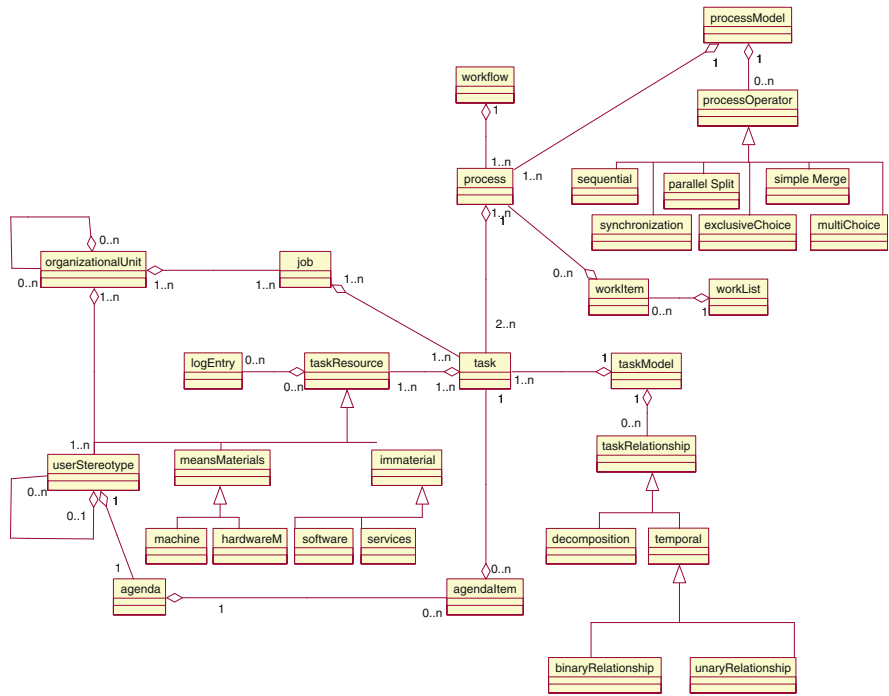 processModel
1
1
0..n
processOperator
workflow
1
1..n
process
1..n
1..n
1
sequential
parallel Split
simple Merge
synchronization
exclusiveChoice
multiChoice
0..n
organizationalUnit
0..n
1..n
1..n
job
1..n
1..n
0..n
workItem
0..n
workList
1
2..n
1..n
logEntry
0..n
0..n
taskResource
1..n
1..n
task
1
1..n
1
taskModel
1
0..n
taskRelationship
1..n
userStereotype
0..n
0..1
1
meansMaterials
immaterial
machine
hardwareM
software
services
decomposition
temporal
1
agenda
1
0..n
0..n
agendaItem
binaryRelationship
unaryRelationship